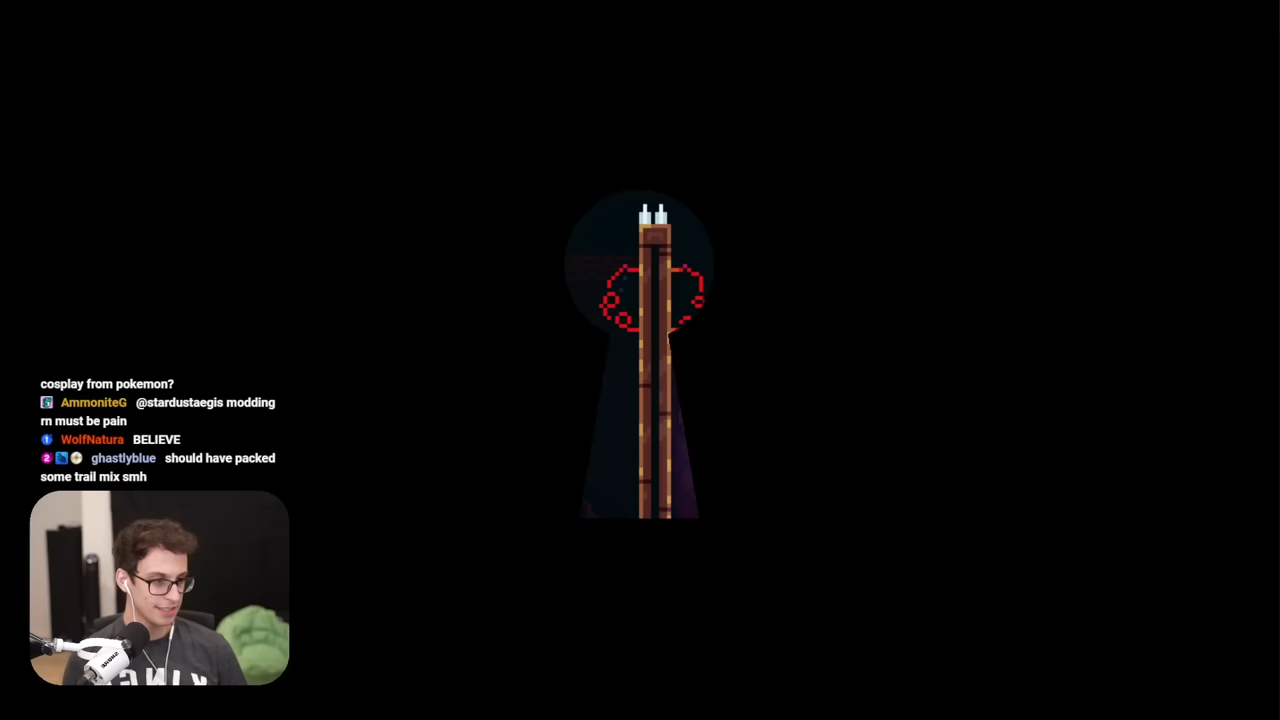 cosplay from pokemon?
AmmoniteG @stardustaegis modding
rn must be pain
WolfNatura BELIEVE
2 ghastlyblue should have packed
some trail mix smh